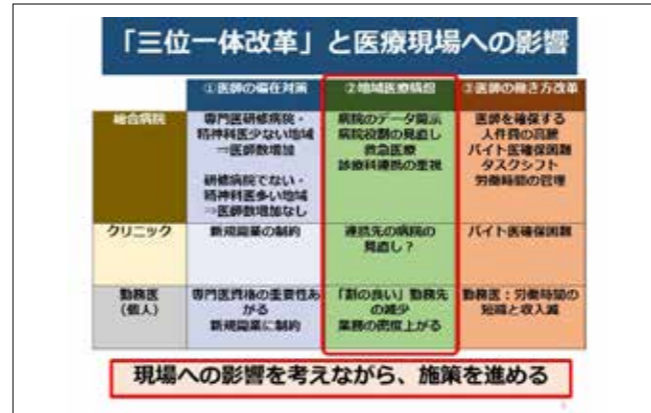 「三位一体改革」と医療現場への影響
①医師の偏在対策
②地域医療構想
③医師の働き方改革
総合病院
専門医研修病院・
精神科医少ない地域
⇒医師数増加
研修病院でない・
精神科医多い地域
⇒医師数増加なし
病院のデータ開示
病院役割の見直し
救急医療
診療科連携の重視
医師を確保する
人件費の高騰
バイト医確保困難
タスクシフト
労働時間の管理
クリニック
新規開業の制約
連携先の病院の
見直し？
バイト医確保困難
勤務医
（個人）
専門医資格の重要性あ
がる
新規開業に制約
「割の良い」勤務先
の減少
業務の密度上がる
勤務医：労働時間の
短縮と収入減
現場への影響を考えながら、施策を進める